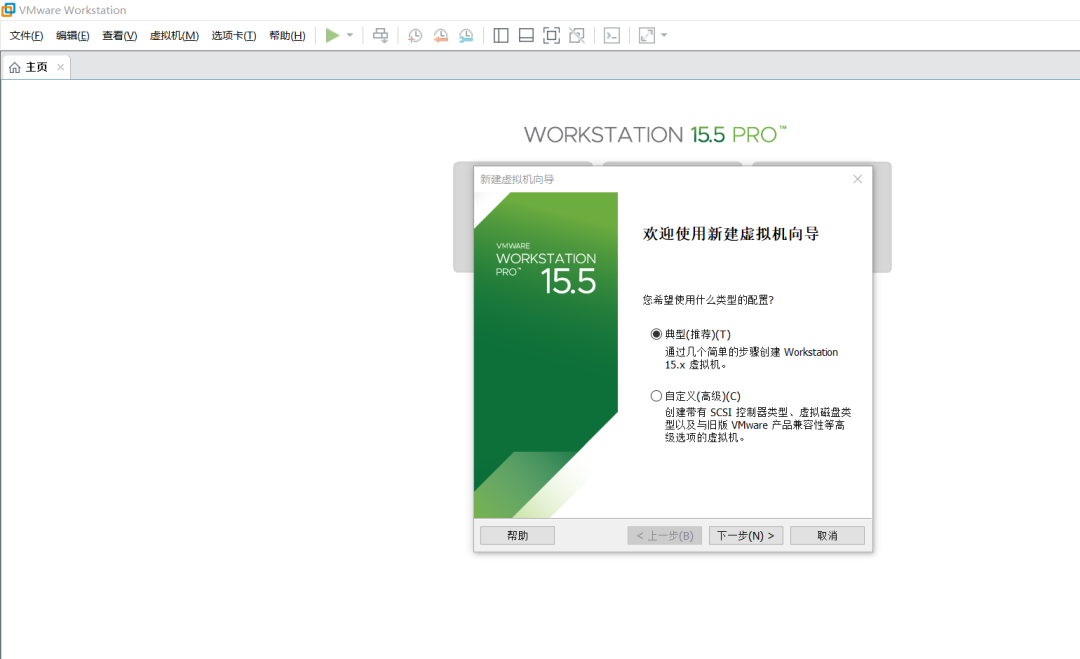 VMware Workstation
文件(F) 编辑(E) 查看(V) 虚拟机(M) 选项卡(T) 帮助(H)
主页
WORKSTATION 15.5 PRO™
新建虚拟机向导
VMWARE
WORKSTATION
PRO™ 15.5
欢迎使用新建虚拟机向导
您希望使用什么类型的配置?
典型(推荐)(T)
通过几个简单的步骤创建 Workstation
15.x 虚拟机。
自定义(高级)(C)
创建带有 SCSI 控制器类型、虚拟磁盘类
型以及与旧版 VMware 产品兼容性等高
级选项的虚拟机。
帮助 < 上一步(B) 下一步(N) > 取消